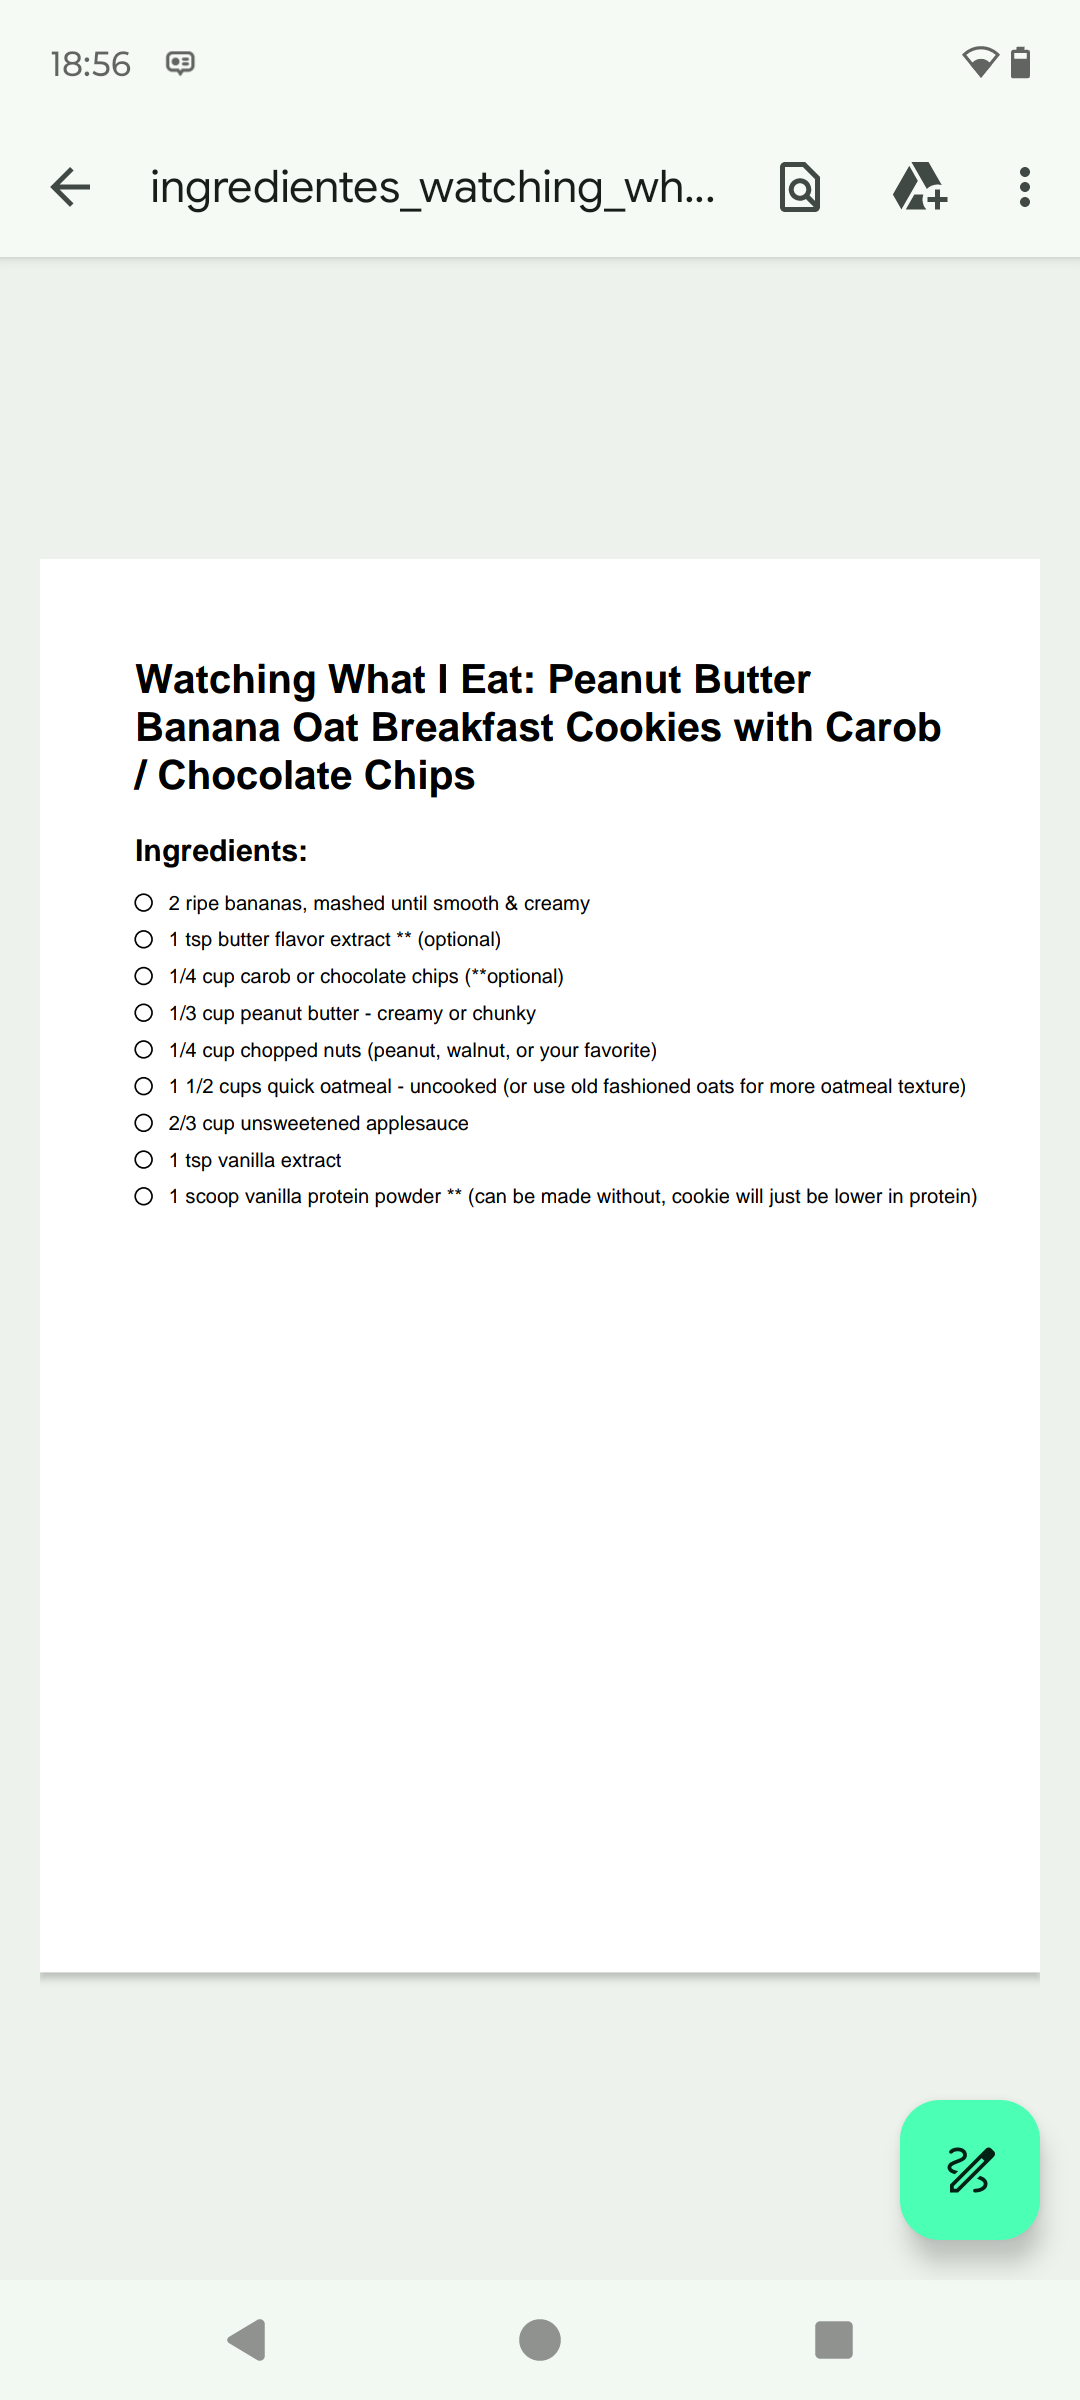 18:56
ingredientes_watching_wh...
Watching What I Eat: Peanut Butter
Banana Oat Breakfast Cookies with Carob
/ Chocolate Chips
Ingredients:
2 ripe bananas, mashed until smooth & creamy
1 tsp butter flavor extract ** (optional)
1/4 cup carob or chocolate chips (**optional)
1/3 cup peanut butter - creamy or chunky
1/4 cup chopped nuts (peanut, walnut, or your favorite)
1 1/2 cups quick oatmeal - uncooked (or use old fashioned oats for more oatmeal texture)
2/3 cup unsweetened applesauce
1 tsp vanilla extract
1 scoop vanilla protein powder ** (can be made without, cookie will just be lower in protein)